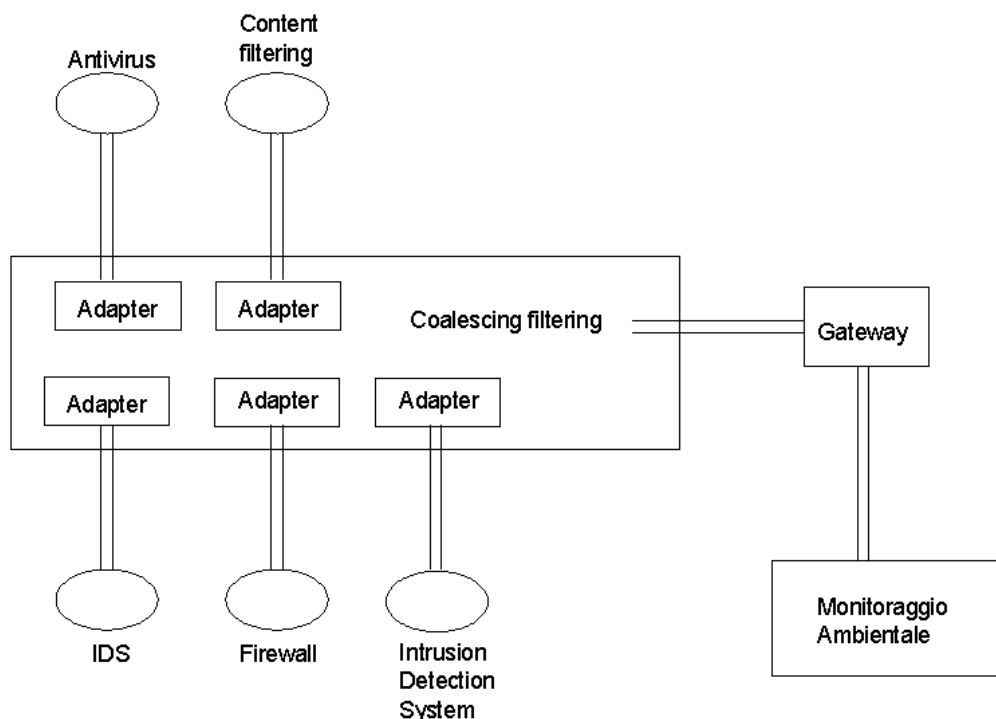 Content
filtering
Antivirus
Adapter
Adapter
Coalescing filtering
Gateway
Adapter
Adapter
Adapter
Monitoraggio
Ambientale
IDS
Firewall
Intrusion
Detection
System